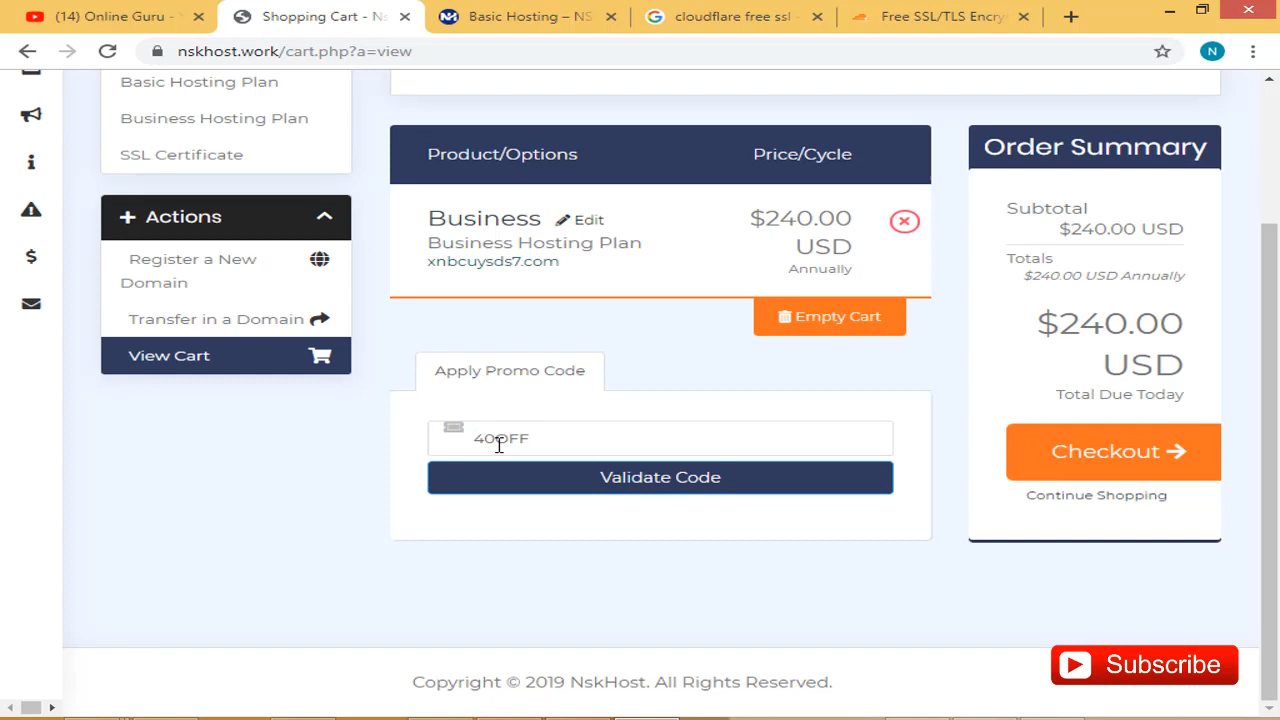 (14) Online Guru -
Shopping Cart - Ns
Basic Hosting – NS
cloudflare free ssl -
Free SSL/TLS Encry
nskhost.work/cart.php?a=view
N
Basic Hosting Plan
Business Hosting Plan
SSL Certificate
Actions
Register a New
Domain
Transfer in a Domain
View Cart
Product/Options
Price/Cycle
Business
Edit
Business Hosting Plan
xnbcuysds7.com
$240.00
USD
Annually
Empty Cart
Apply Promo Code
40OFF
Validate Code
Order Summary
Subtotal
$240.00 USD
Totals
$240.00 USD Annually
$240.00
USD
Total Due Today
Checkout
Continue Shopping
Copyright © 2019 NskHost. All Rights Reserved.
Subscribe